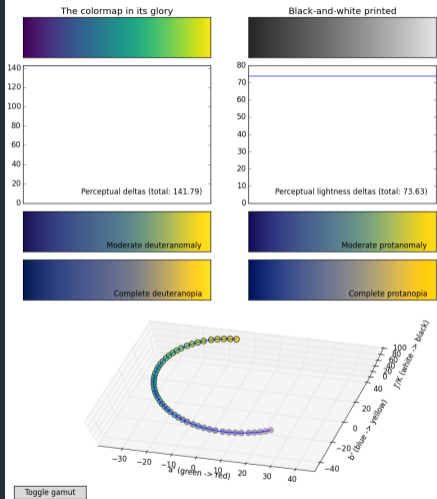 The colormap in its glory
Black-and-white printed
140
120
100
80
60
40
20
0
Perceptual deltas (total: 141.79)
80
70
60
50
40
30
20
10
0
Perceptual lightness deltas (total: 73.63)
Moderate deuteranomaly
Moderate protanomaly
Complete deuteranopia
Complete protanopia
−30
−20
−10
0
10
20
30
40
a' (green -> red)
−40
−20
0
20
40
b' (blue -> yellow)
100
J'/K (white -> black)
Toggle gamut